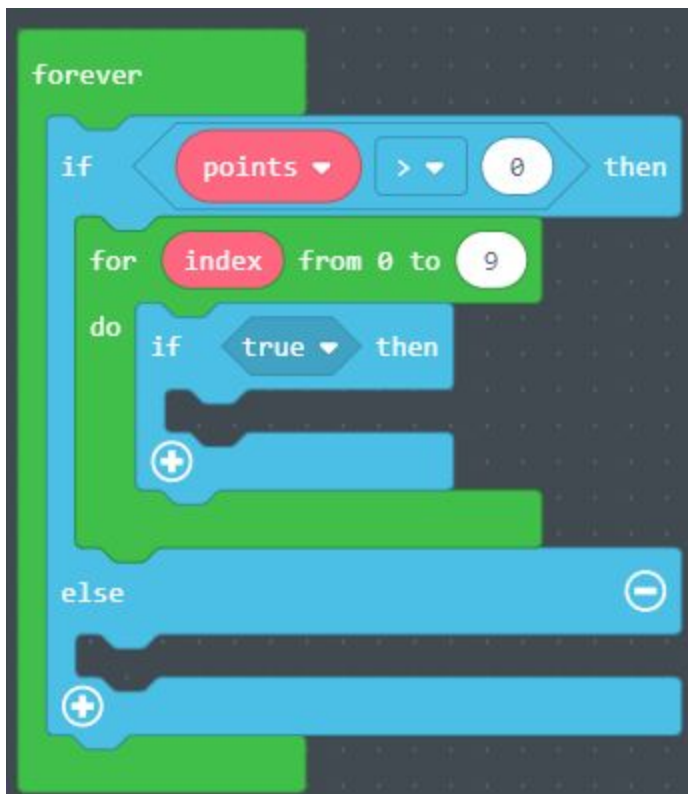 forever
if points > 0 then
for index from 0 to 9
do
if true then
else